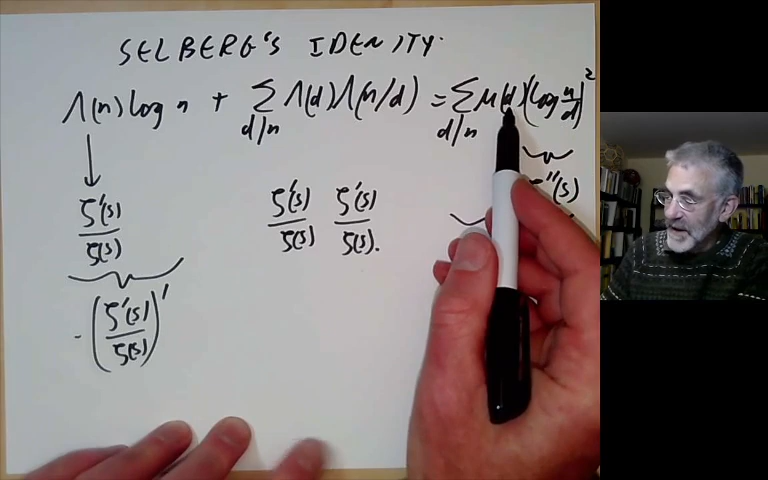 SELBERG'S IDENTITY.
Λ(n) log n + ∑ Λ(d)Λ(n/d) = ∑ μ(d)(log n/d)²
d|n d|n
ζ'(s)/ζ(s) ζ'(s)/ζ(s) ζ'(s)/ζ(s). ζ''(s)
-(ζ'(s)/ζ(s))'